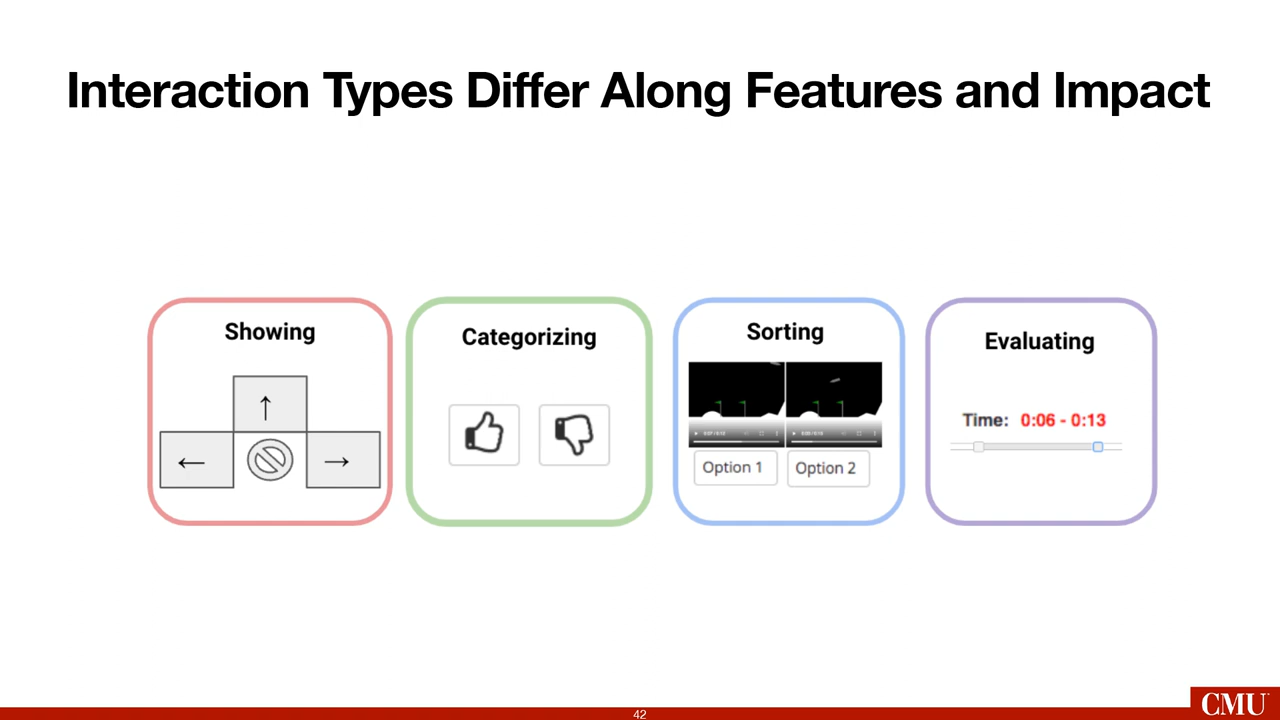 Interaction Types Differ Along Features and Impact
Showing
↑
← →
Categorizing
Sorting
Option 1 Option 2
Evaluating
Time: 0:06 - 0:13
42
CMU